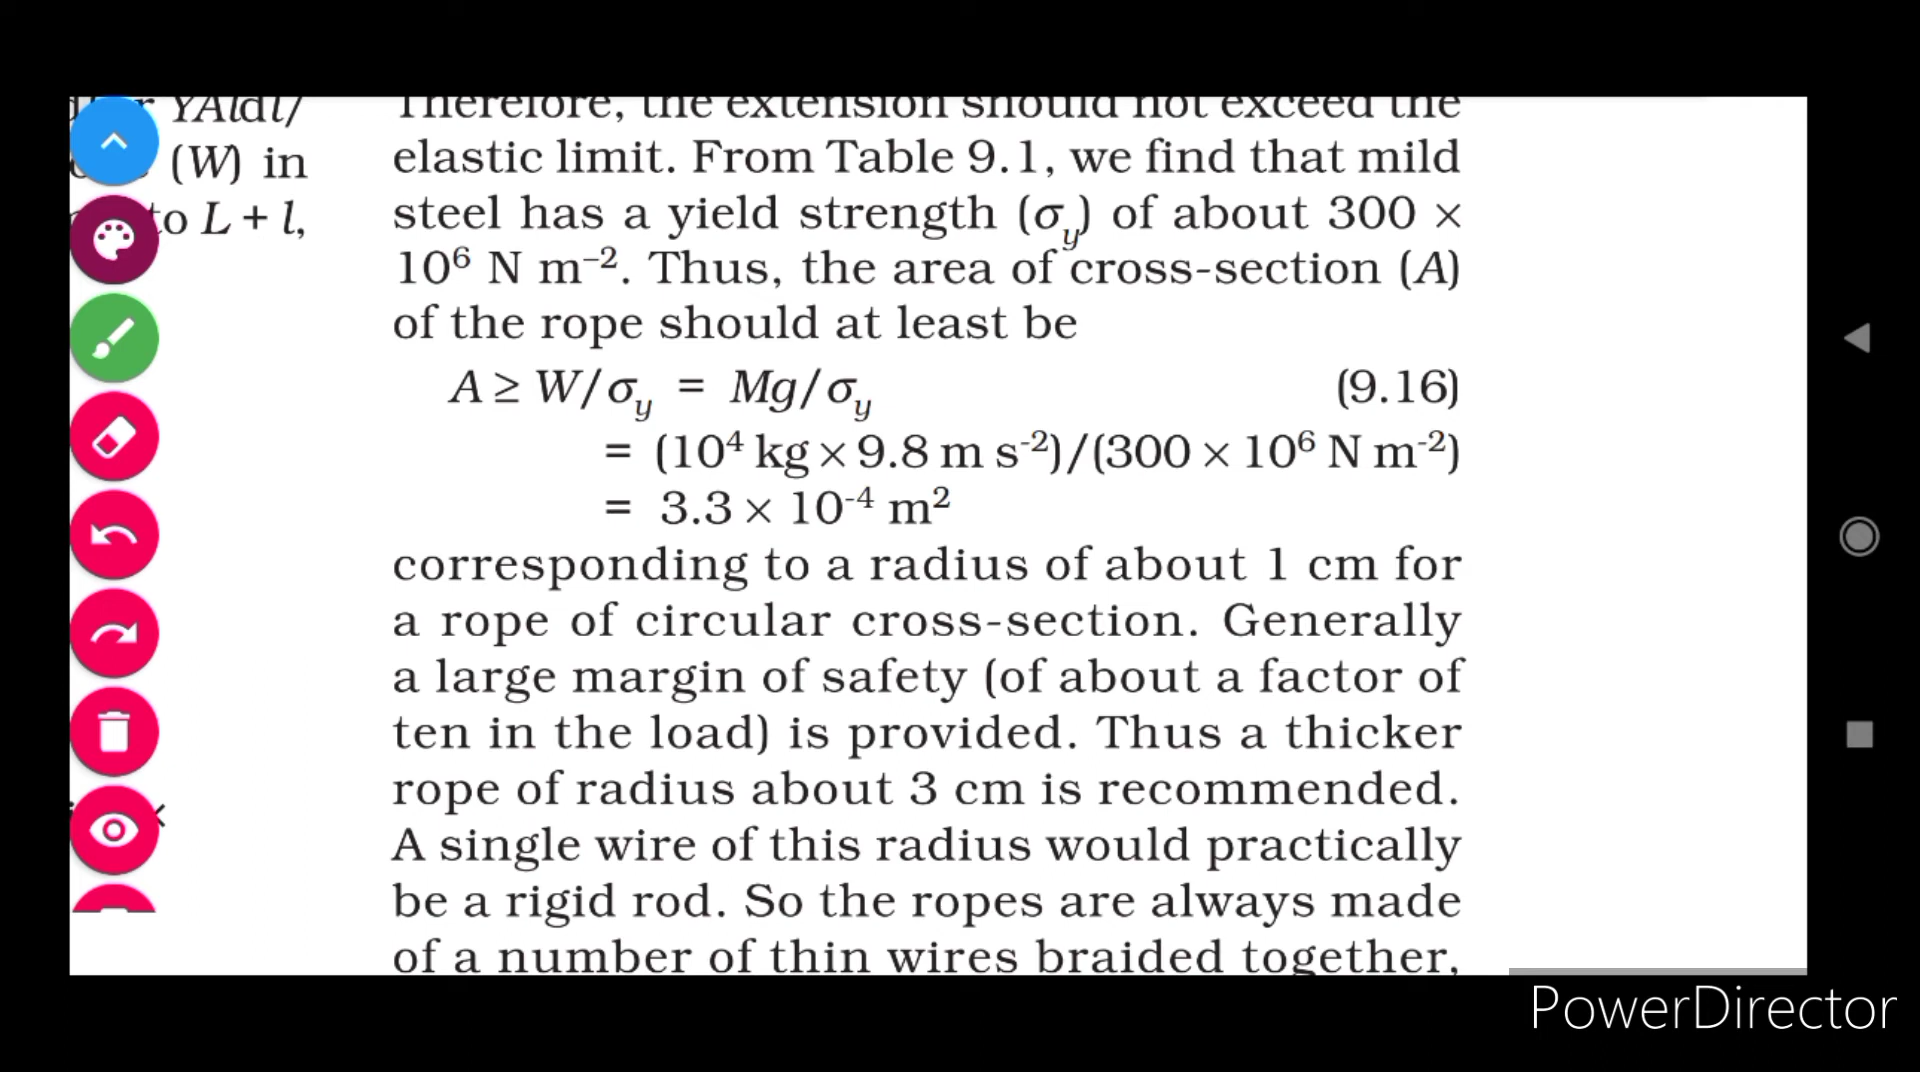 YAldl/
(W) in
to L + l,
Therefore, the extension should not exceed the
elastic limit. From Table 9.1, we find that mild
steel has a yield strength (σy) of about 300 ×
10⁶ N m⁻². Thus, the area of cross-section (A)
of the rope should at least be
A ≥ W/σy = Mg/σy (9.16)
= (10⁴ kg × 9.8 m s⁻²)/(300 × 10⁶ N m⁻²)
= 3.3 × 10⁻⁴ m²
corresponding to a radius of about 1 cm for
a rope of circular cross-section. Generally
a large margin of safety (of about a factor of
ten in the load) is provided. Thus a thicker
rope of radius about 3 cm is recommended.
A single wire of this radius would practically
be a rigid rod. So the ropes are always made
of a number of thin wires braided together,
PowerDirector